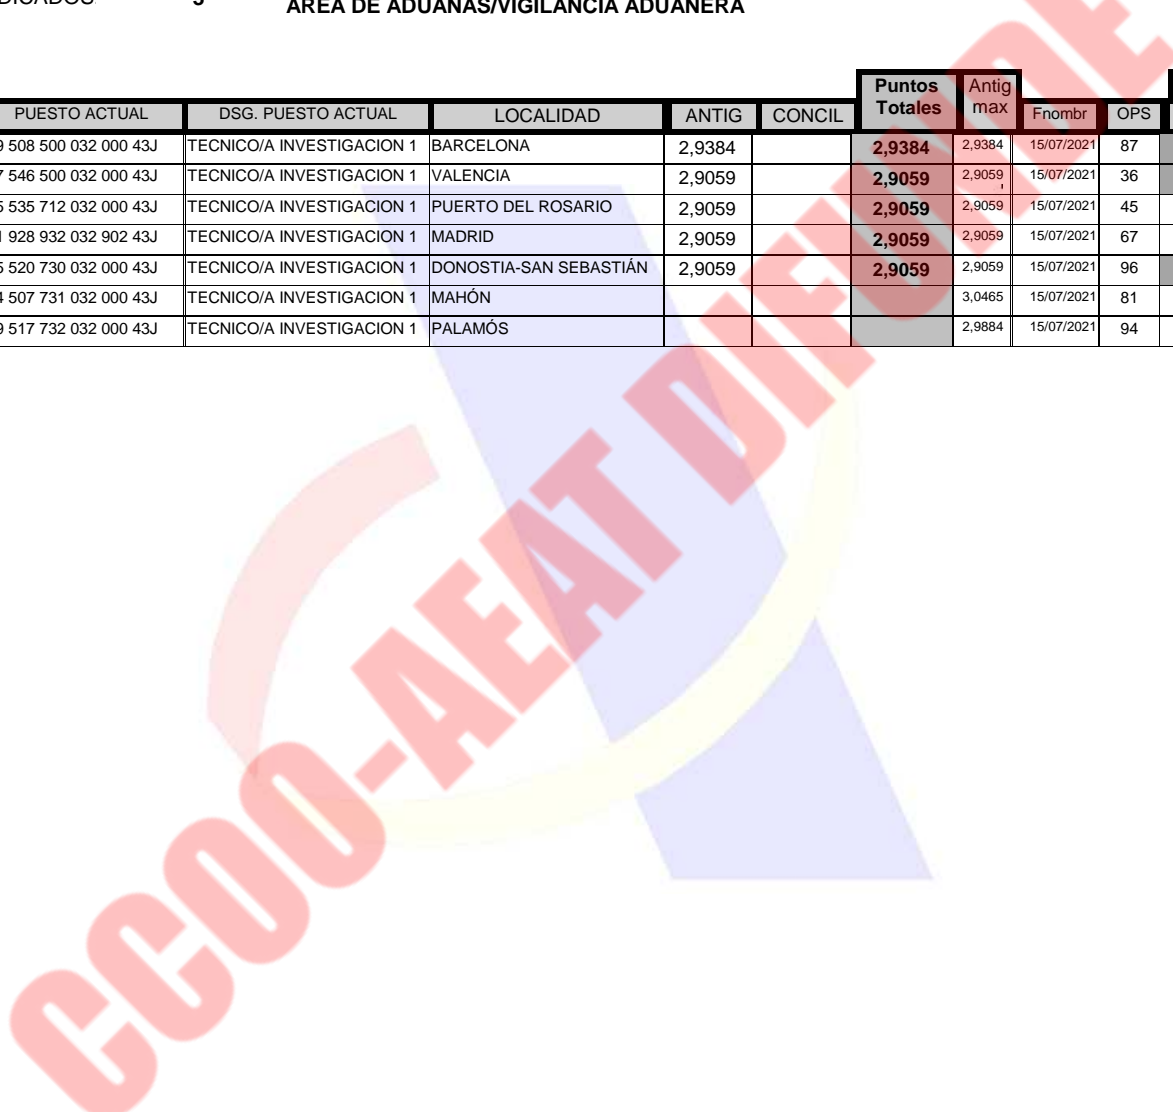 DICADOS
AREA DE ADUANAS/VIGILANCIA ADUANERA
PUESTO ACTUAL DSG. PUESTO ACTUAL LOCALIDAD ANTIG CONCIL Puntos Totales Antig max Fnombr OPS
9 508 500 032 000 43J TECNICO/A INVESTIGACION 1 BARCELONA 2,9384 2,9384 2,9384 15/07/2021 87
7 546 500 032 000 43J TECNICO/A INVESTIGACION 1 VALENCIA 2,9059 2,9059 2,9059 15/07/2021 36
5 535 712 032 000 43J TECNICO/A INVESTIGACION 1 PUERTO DEL ROSARIO 2,9059 2,9059 2,9059 15/07/2021 45
928 932 032 902 43J TECNICO/A INVESTIGACION 1 MADRID 2,9059 2,9059 2,9059 15/07/2021 67
5 520 730 032 000 43J TECNICO/A INVESTIGACION 1 DONOSTIA-SAN SEBASTIÁN 2,9059 2,9059 2,9059 15/07/2021 96
4 507 731 032 000 43J TECNICO/A INVESTIGACION 1 MAHÓN 3,0465 15/07/2021 81
9 517 732 032 000 43J TECNICO/A INVESTIGACION 1 PALAMÓS 2,9884 15/07/2021 94
CCOO-AEAT DIFUNDE